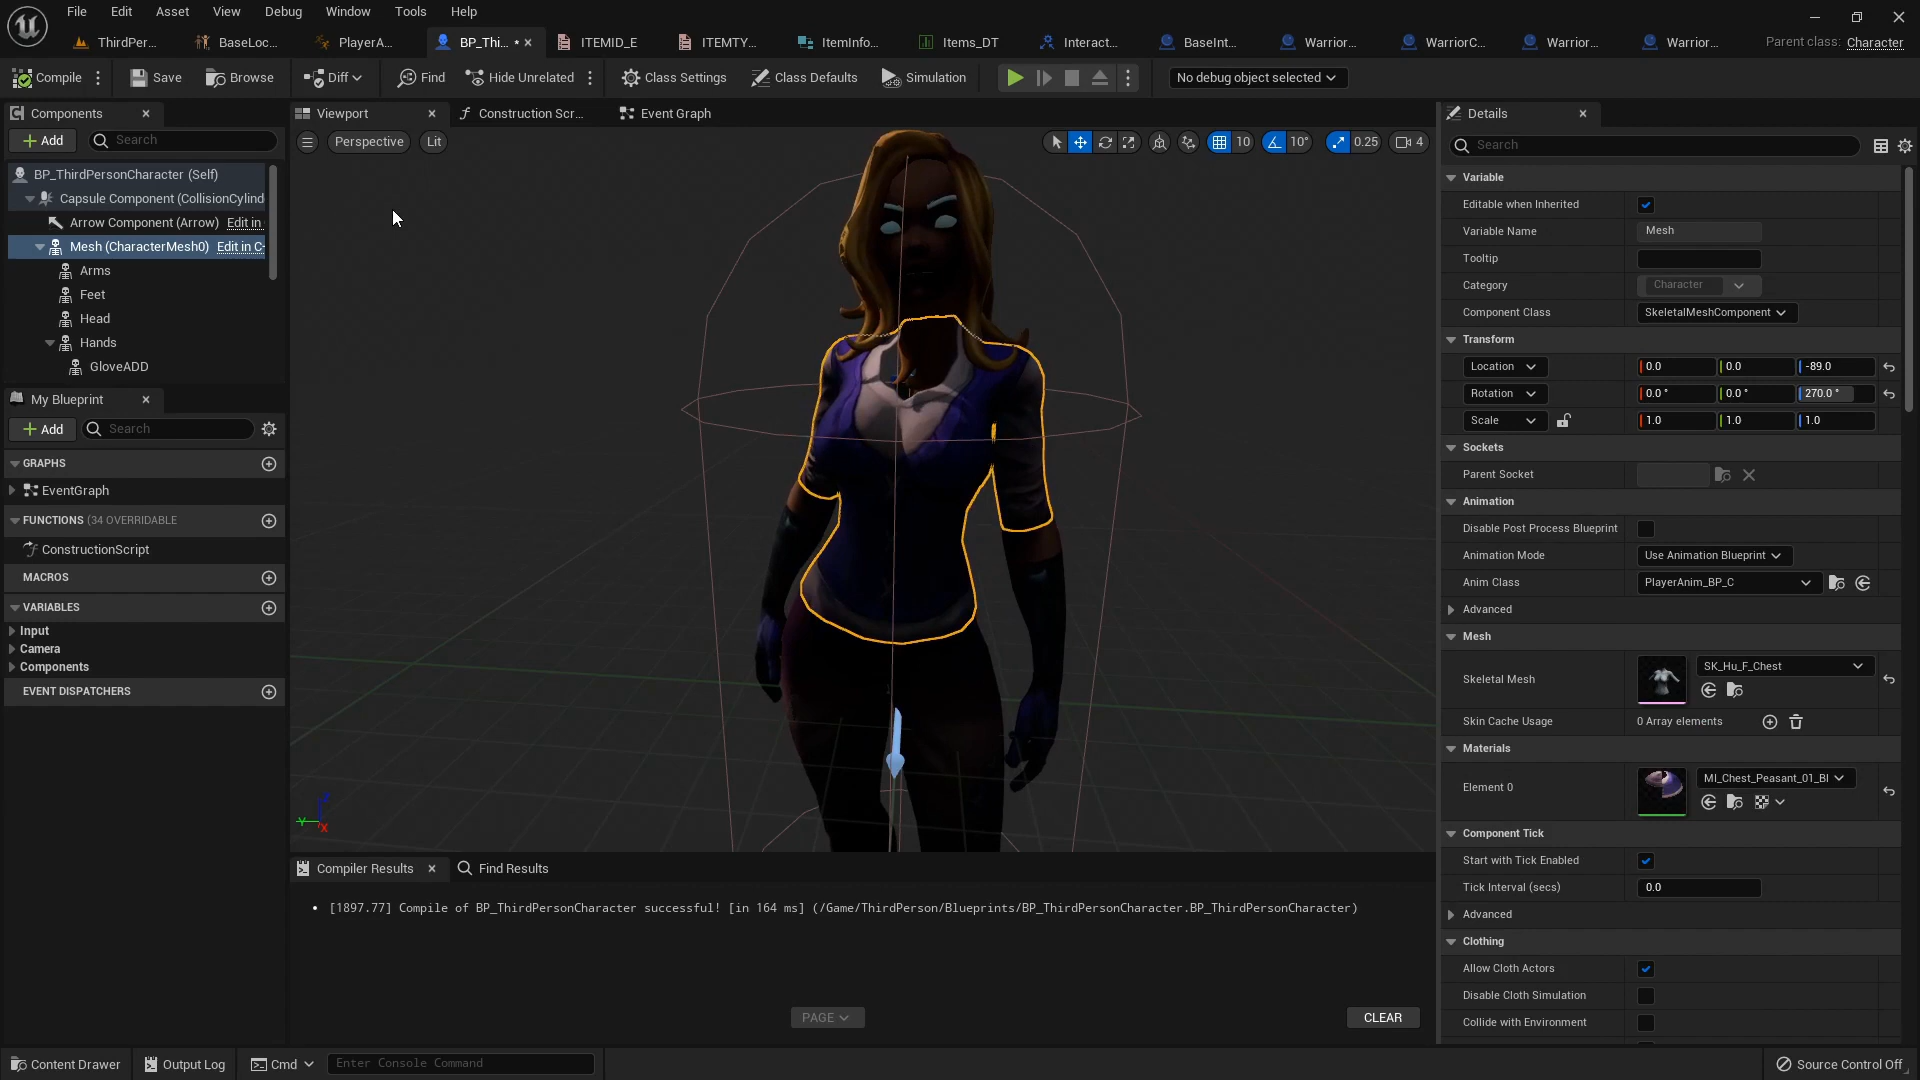 File Edit Asset View Debug Window Tools Help
ThirdPer... BaseLoc... PlayerA... BP_Thi... * ITEMID_E ITEMTY... ItemInfo... Items_DT Interact... BaseInt... Warrior... WarriorC... Warrior... Warrior... Parent class: Character
Compile Save Browse Diff Find Hide Unrelated Class Settings Class Defaults Simulation No debug object selected
Components
Add Search
BP_ThirdPersonCharacter (Self)
Capsule Component (CollisionCylind
Arrow Component (Arrow) Edit in
Mesh (CharacterMesh0) Edit in C
Arms
Feet
Head
Hands
GloveADD
My Blueprint
Add Search
GRAPHS
EventGraph
FUNCTIONS (34 OVERRIDABLE
ConstructionScript
MACROS
VARIABLES
Input
Camera
Components
EVENT DISPATCHERS
Viewport Construction Scr... Event Graph
Perspective Lit 10 10° 0.25 4
Compiler Results Find Results
[1897.77] Compile of BP_ThirdPersonCharacter successful! [in 164 ms] (/Game/ThirdPerson/Blueprints/BP_ThirdPersonCharacter.BP_ThirdPersonCharacter)
PAGE CLEAR
Details
Search
Variable
Editable when Inherited
Variable Name Mesh
Tooltip
Category Character
Component Class SkeletalMeshComponent
Transform
Location 0.0 0.0 -89.0
Rotation 0.0 ° 0.0 ° 270.0 °
Scale 1.0 1.0 1.0
Sockets
Parent Socket
Animation
Disable Post Process Blueprint
Animation Mode Use Animation Blueprint
Anim Class PlayerAnim_BP_C
Advanced
Mesh
Skeletal Mesh SK_Hu_F_Chest
Skin Cache Usage 0 Array elements
Materials
Element 0 MI_Chest_Peasant_01_Bl
Component Tick
Start with Tick Enabled
Tick Interval (secs) 0.0
Advanced
Clothing
Allow Cloth Actors
Disable Cloth Simulation
Collide with Environment
Content Drawer Output Log Cmd Enter Console Command Source Control Off